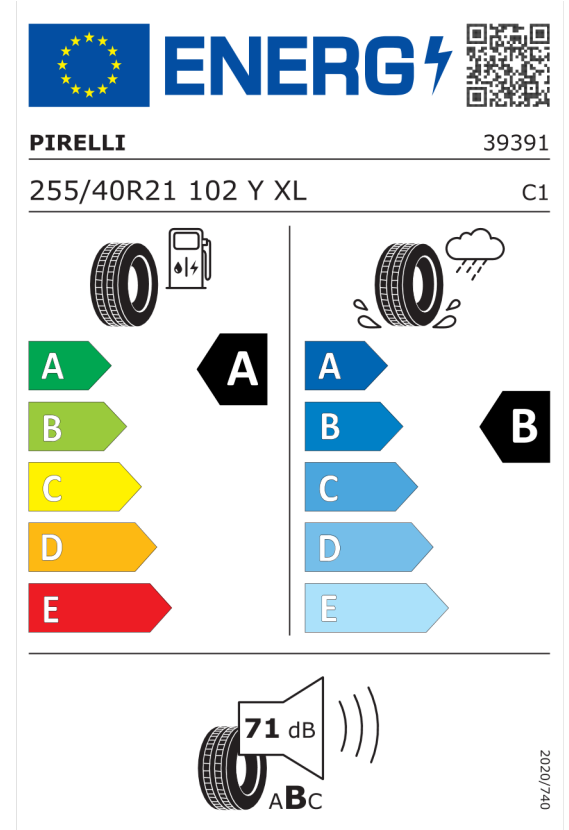 ENERG
PIRELLI 39391
255/40R21 102 Y XL C1
A A
B
C
D
E
A
B B
C
D
E
71 dB
ABC
2020/740